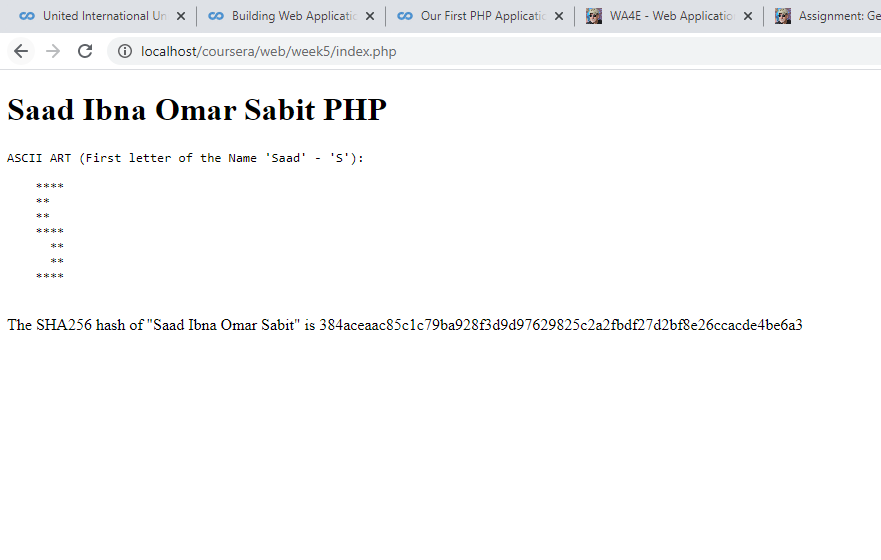 United International Un
Building Web Applicatic
Our First PHP Applicatic
WA4E - Web Applicatio
Assignment: Ge
localhost/coursera/web/week5/index.php
Saad Ibna Omar Sabit PHP
ASCII ART (First letter of the Name 'Saad' - 'S'):
    ****
    **
    **
    ****
      **
      **
    ****
The SHA256 hash of "Saad Ibna Omar Sabit" is 384aceaac85c1c79ba928f3d9d97629825c2a2fbdf27d2bf8e26ccacde4be6a3